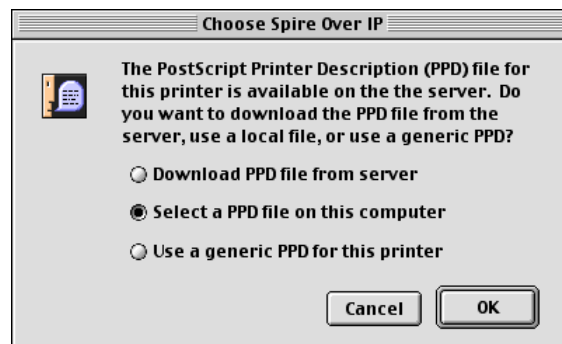 Choose Spire Over IP
The PostScript Printer Description (PPD) file for
this printer is available on the the server. Do
you want to download the PPD file from the
server, use a local file, or use a generic PPD?
Download PPD file from server
Select a PPD file on this computer
Use a generic PPD for this printer
Cancel OK